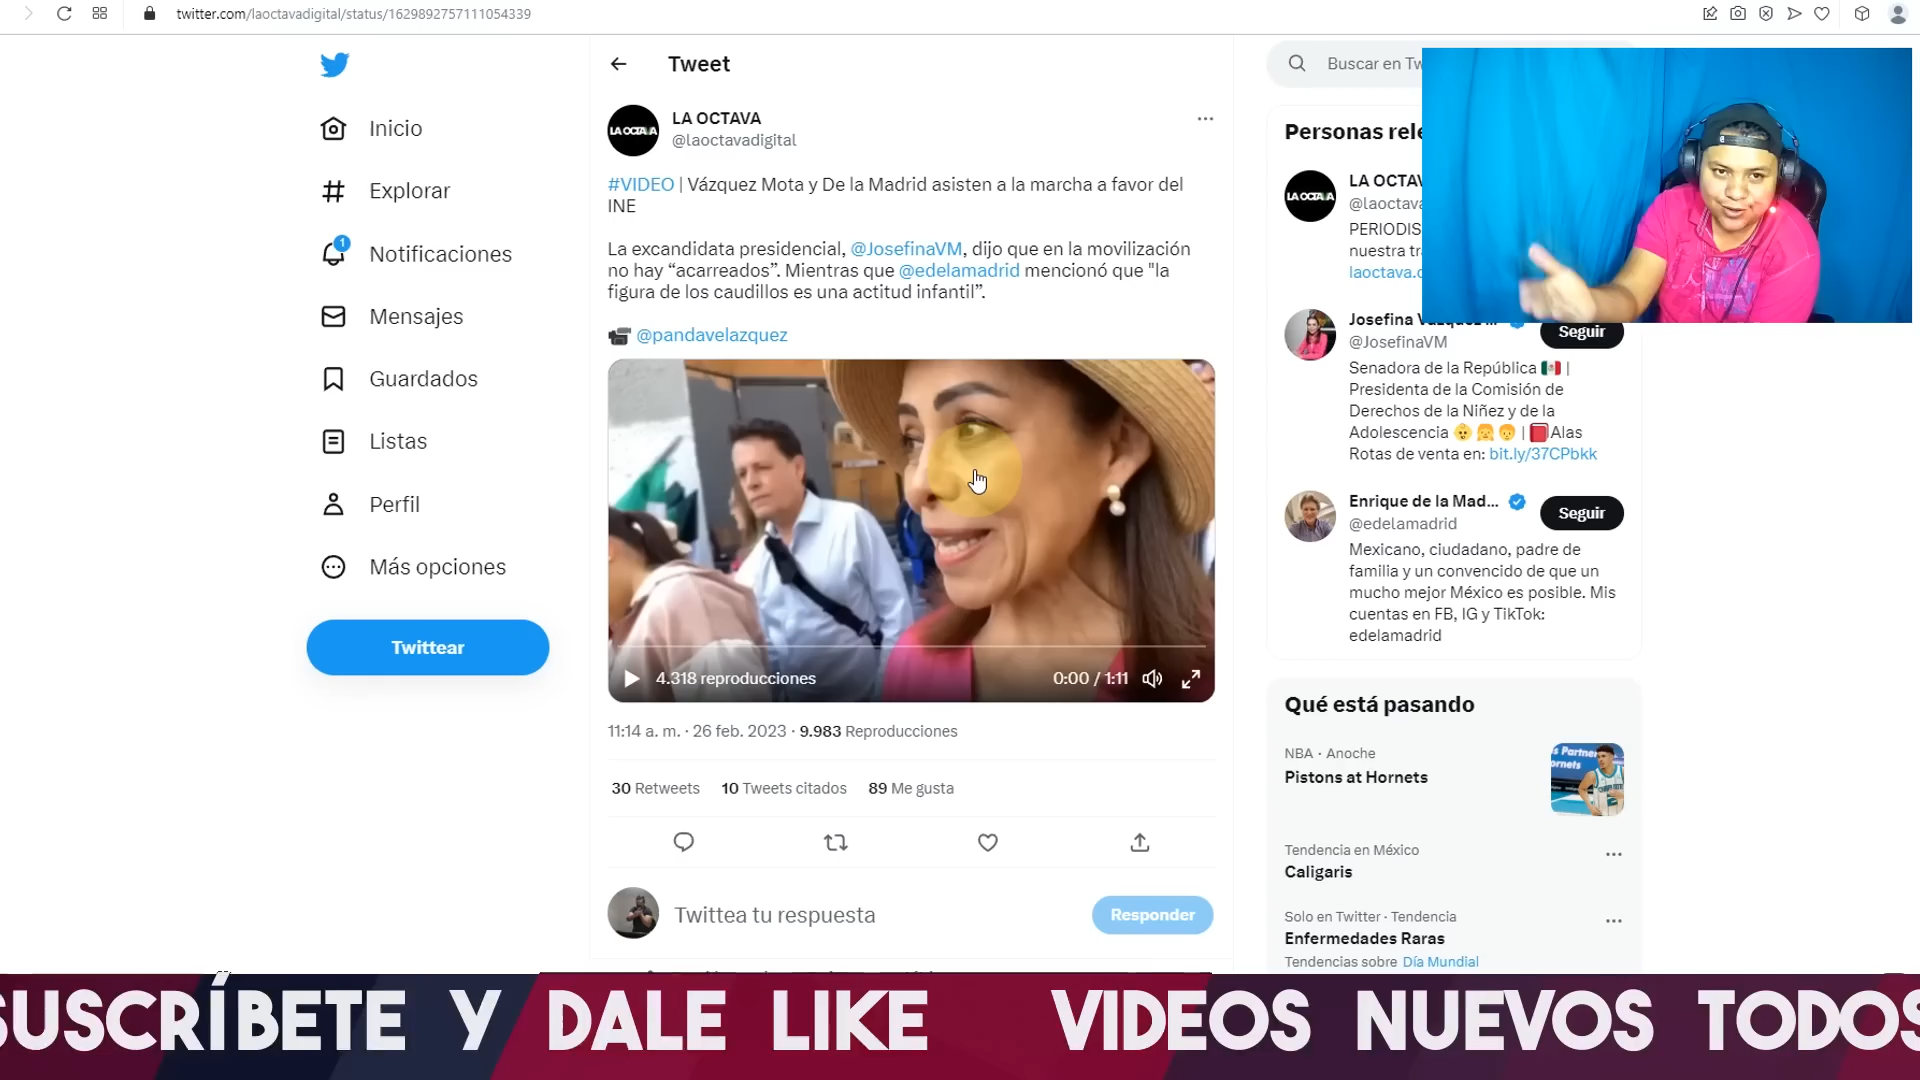 twitter.com/laoctavadigital/status/1629892757111054339
Inicio
Explorar
1
Notificaciones
Mensajes
Guardados
Listas
Perfil
Más opciones
Twittear
Tweet
LA OCTAVA
LA OCTAVA
@laoctavadigital
#VIDEO | Vázquez Mota y De la Madrid asisten a la marcha a favor del
INE
La excandidata presidencial, @JosefinaVM, dijo que en la movilización
no hay “acarreados”. Mientras que @edelamadrid mencionó que "la
figura de los caudillos es una actitud infantil”.
@pandavelazquez
4.318 reproducciones
0:00 / 1:11
11:14 a. m. · 26 feb. 2023 · 9.983 Reproducciones
30 Retweets 10 Tweets citados 89 Me gusta
Twittea tu respuesta
Responder
Buscar en Tw
Personas rele
LA OCTAVA
LA OCTAV
@laoctava
PERIODIS
nuestra tr
laoctava.c
Josefina Vázquez ...
@JosefinaVM
Seguir
Senadora de la República 🇲🇽 |
Presidenta de la Comisión de
Derechos de la Niñez y de la
Adolescencia 👶👧🧒 | 📕Alas
Rotas de venta en: bit.ly/37CPbkk
Enrique de la Mad...
@edelamadrid
Seguir
Mexicano, ciudadano, padre de
familia y un convencido de que un
mucho mejor México es posible. Mis
cuentas en FB, IG y TikTok:
edelamadrid
Qué está pasando
NBA · Anoche
Pistons at Hornets
Tendencia en México
Caligaris
Solo en Twitter · Tendencia
Enfermedades Raras
Tendencias sobre Día Mundial
SUSCRÍBETE Y DALE LIKE VIDEOS NUEVOS TODOS